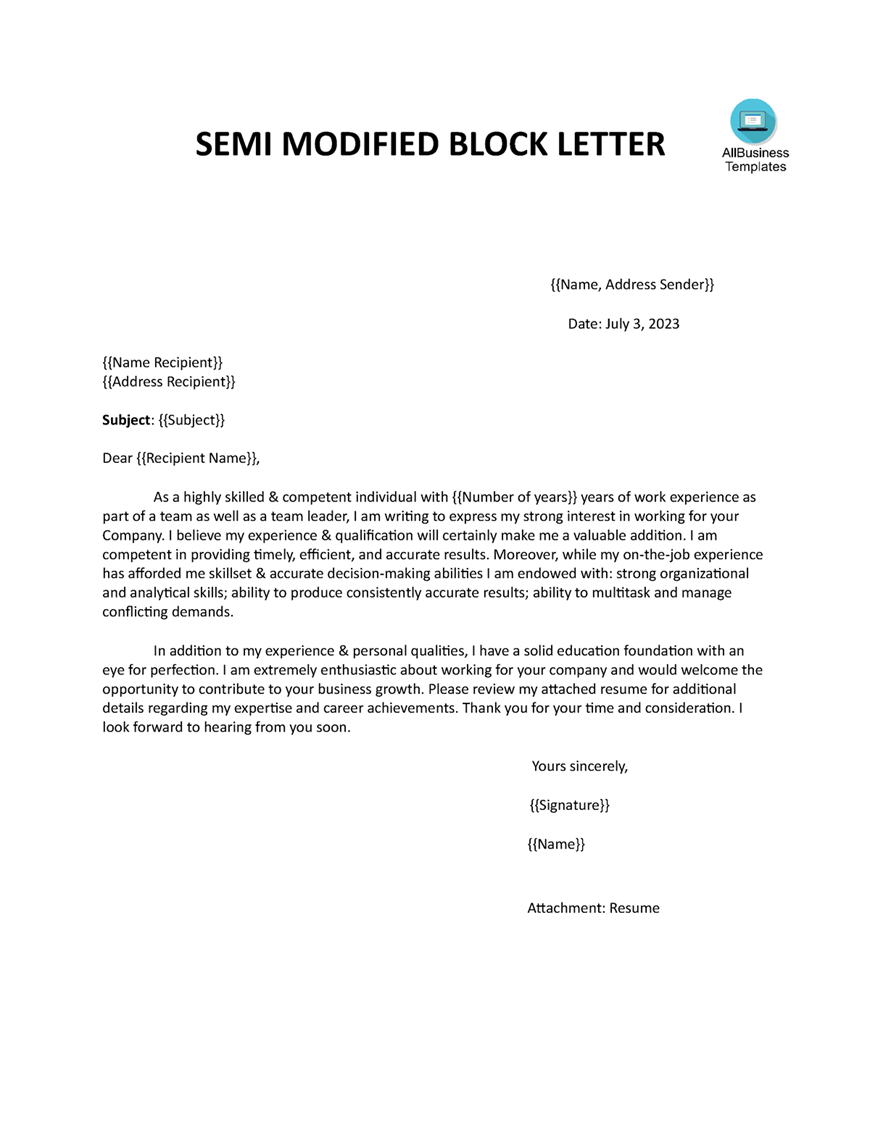 SEMI MODIFIED BLOCK LETTER
AllBusiness
Templates
{{Name, Address Sender}}
Date: July 3, 2023
{{Name Recipient}}
{{Address Recipient}}
Subject: {{Subject}}
Dear {{Recipient Name}},
As a highly skilled & competent individual with {{Number of years}} years of work experience as
part of a team as well as a team leader, I am writing to express my strong interest in working for your
Company. I believe my experience & qualification will certainly make me a valuable addition. I am
competent in providing timely, efficient, and accurate results. Moreover, while my on-the-job experience
has afforded me skillset & accurate decision-making abilities I am endowed with: strong organizational
and analytical skills; ability to produce consistently accurate results; ability to multitask and manage
conflicting demands.
In addition to my experience & personal qualities, I have a solid education foundation with an
eye for perfection. I am extremely enthusiastic about working for your company and would welcome the
opportunity to contribute to your business growth. Please review my attached resume for additional
details regarding my expertise and career achievements. Thank you for your time and consideration. I
look forward to hearing from you soon.
Yours sincerely,
{{Signature}}
{{Name}}
Attachment: Resume